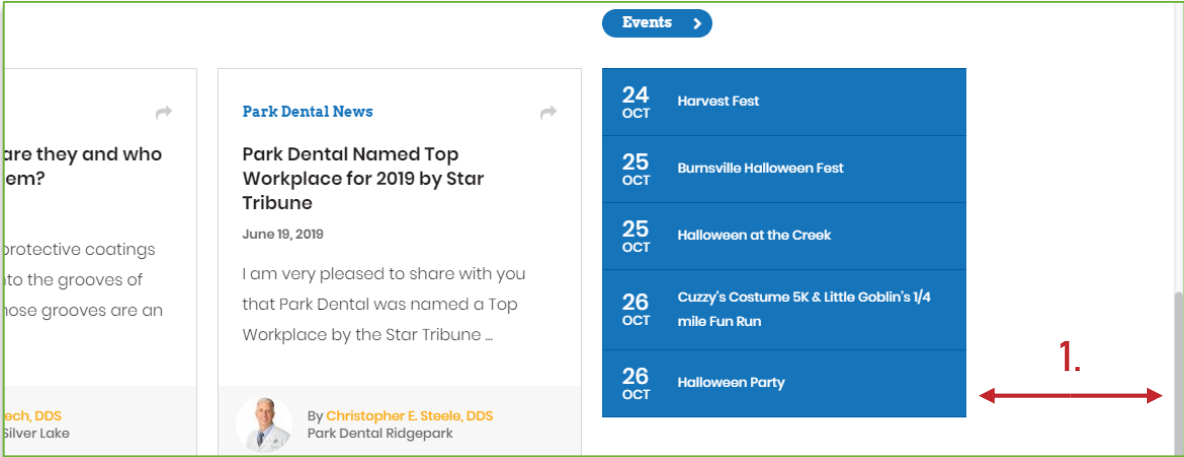 Events
are they and who
em?
protective coatings
nto the grooves of
hose grooves are an
ech, DDS
Silver Lake
Park Dental News
Park Dental Named Top
Workplace for 2019 by Star
Tribune
June 19, 2019
I am very pleased to share with you
that Park Dental was named a Top
Workplace by the Star Tribune ...
By Christopher E. Steele, DDS
Park Dental Ridgepark
24
OCT
Harvest Fest
25
OCT
Burnsville Halloween Fest
25
OCT
Halloween at the Creek
26
OCT
Cuzzy's Costume 5K & Little Goblin's 1/4
mile Fun Run
26
OCT
Halloween Party
1.